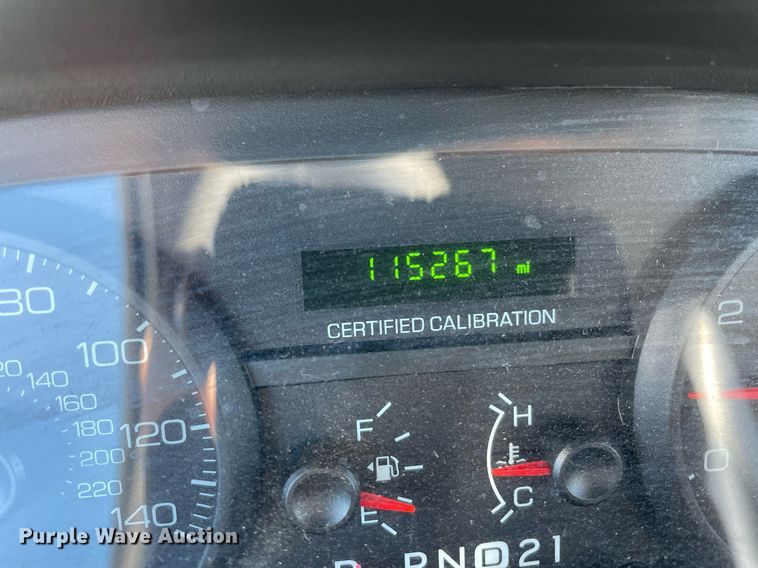 115267 mi
CERTIFIED CALIBRATION
80
100
120
140
120
140
160
180
200
220
F
E
H
C
2
0
PND21
Purple Wave Auction